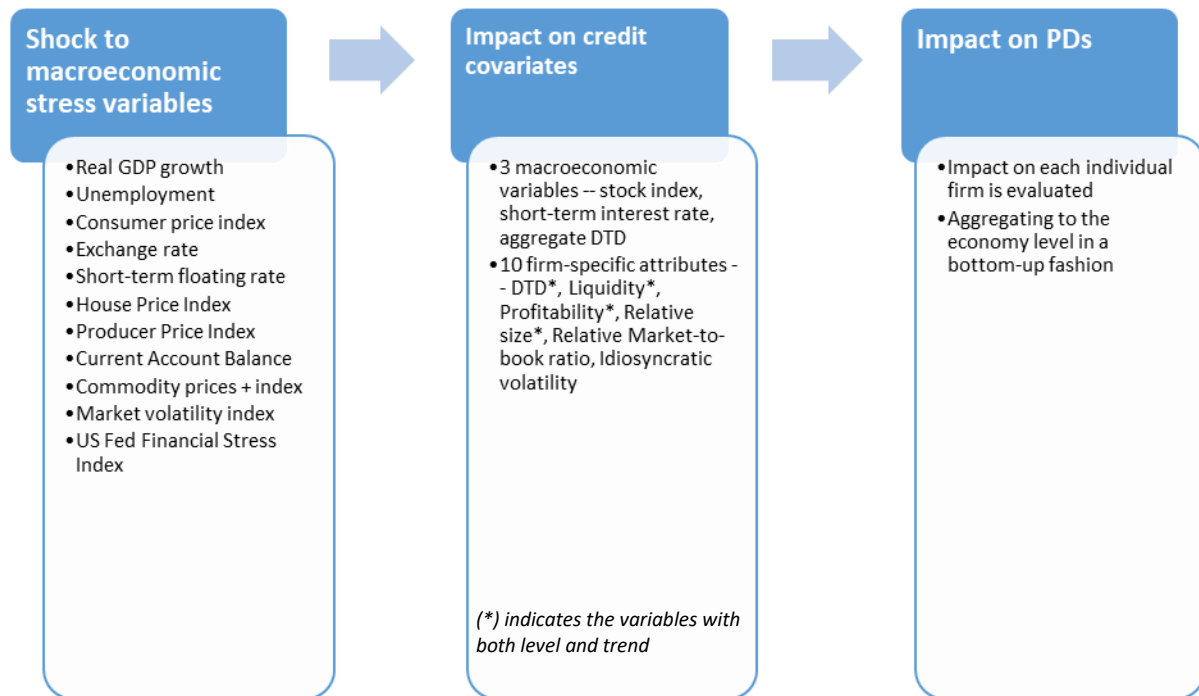 Shock to
macroeconomic
stress variables
•Real GDP growth
•Unemployment
•Consumer price index
•Exchange rate
•Short-term floating rate
•House Price Index
•Producer Price Index
•Current Account Balance
•Commodity prices + index
•Market volatility index
•US Fed Financial Stress
Index
Impact on credit
covariates
•3 macroeconomic
variables -- stock index,
short-term interest rate,
aggregate DTD
•10 firm-specific attributes -
- DTD*, Liquidity*,
Profitability*, Relative
size*, Relative Market-to-
book ratio, Idiosyncratic
volatility
(*) indicates the variables with
both level and trend
Impact on PDs
•Impact on each individual
firm is evaluated
•Aggregating to the
economy level in a
bottom-up fashion